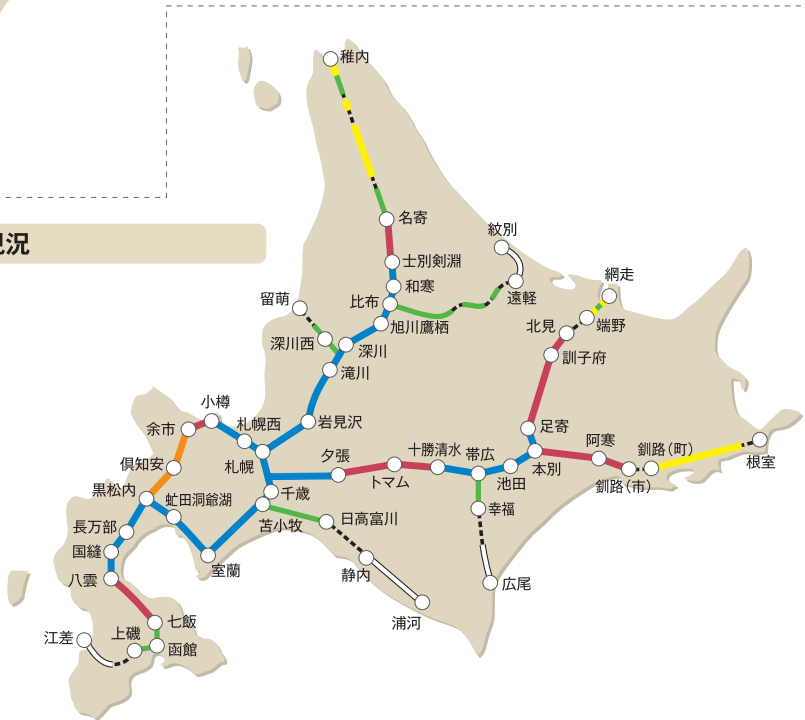 況
稚内
名寄
紋別
士別剣淵
和寒
遠軽
網走
留萌
比布
旭川鷹栖
端野
北見
深川西
深川
訓子府
滝川
小樽
札幌西
岩見沢
余市
足寄
阿寒
釧路（町）
倶知安
札幌
夕張
トマム
十勝清水
帯広
池田
本別
釧路（市）
根室
黒松内
虻田洞爺湖
千歳
苫小牧
日高富川
幸福
長万部
国縫
八雲
室蘭
静内
広尾
浦河
七飯
上磯
江差
函館